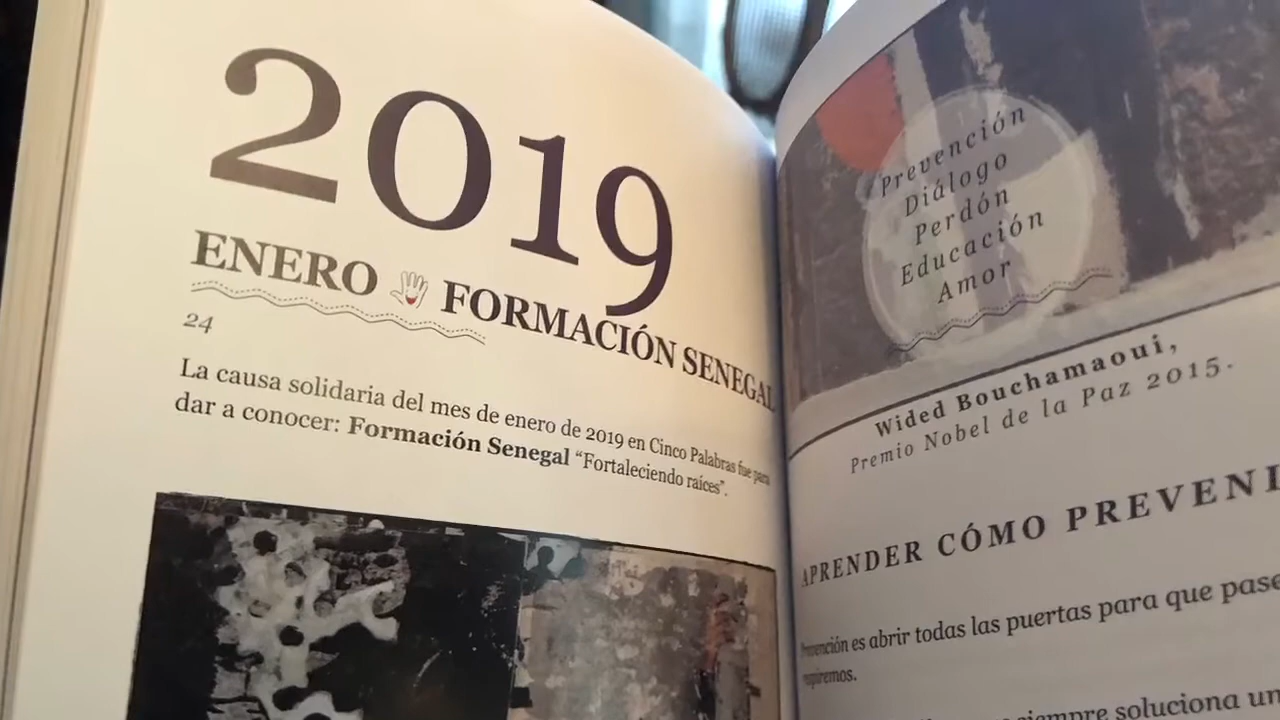 2019
ENERO FORMACIÓN SENEGAL
24
La causa solidaria del mes de enero de 2019 en Cinco Palabras fue para
dar a conocer: Formación Senegal “Fortaleciendo raíces”.
Prevención
Diálogo
Perdón
Educación
Amor
Wided Bouchamaoui,
Premio Nobel de la Paz 2015.
APRENDER CÓMO PREVENI
Prevención es abrir todas las puertas para que pase
siempre soluciona un